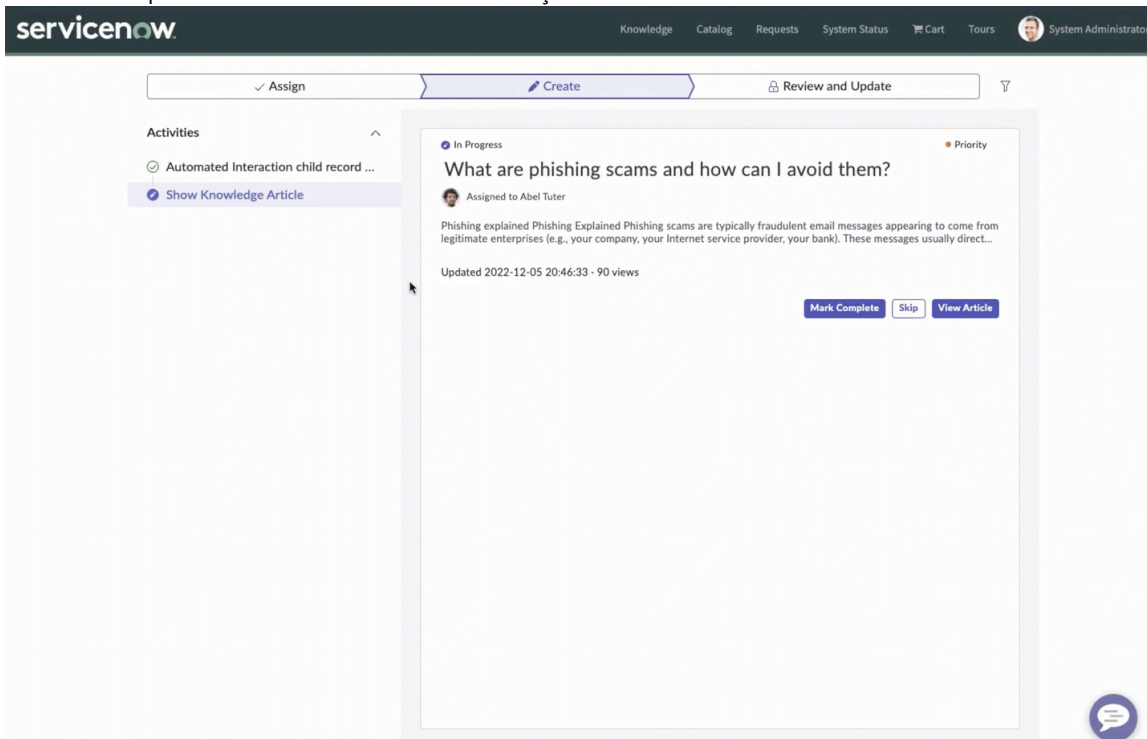 servicenow
Knowledge
Catalog
Requests
System Status
Cart
Tours
System Administrator
Assign
Create
Review and Update
Activities
Automated Interaction child record ...
Show Knowledge Article
In Progress
Priority
What are phishing scams and how can I avoid them?
Assigned to Abel Tuter
Phishing explained Phishing Explained Phishing scams are typically fraudulent email messages appearing to come from
legitimate enterprises (e.g., your company, your Internet service provider, your bank). These messages usually direct...
Updated 2022-12-05 20:46:33 · 90 views
Mark Complete
Skip
View Article